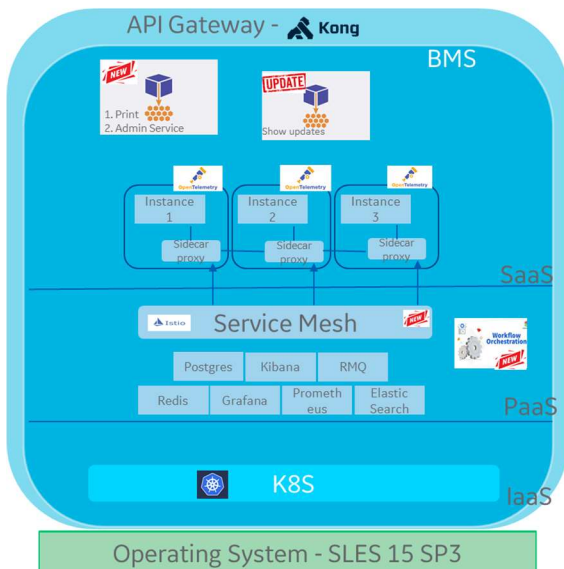 API Gateway - Kong
BMS
NEW
1. Print
2. Admin Service
UPDATE
Show updates
OpenTelemetry
OpenTelemetry
OpenTelemetry
Instance
1
Instance
2
Instance
3
Sidecar
proxy
Sidecar
proxy
Sidecar
proxy
SaaS
Istio
Service Mesh
NEW
Workflow
Orchestration
NEW
Postgres
Kibana
RMQ
Redis
Grafana
Prometh
eus
Elastic
Search
PaaS
K8S
IaaS
Operating System - SLES 15 SP3